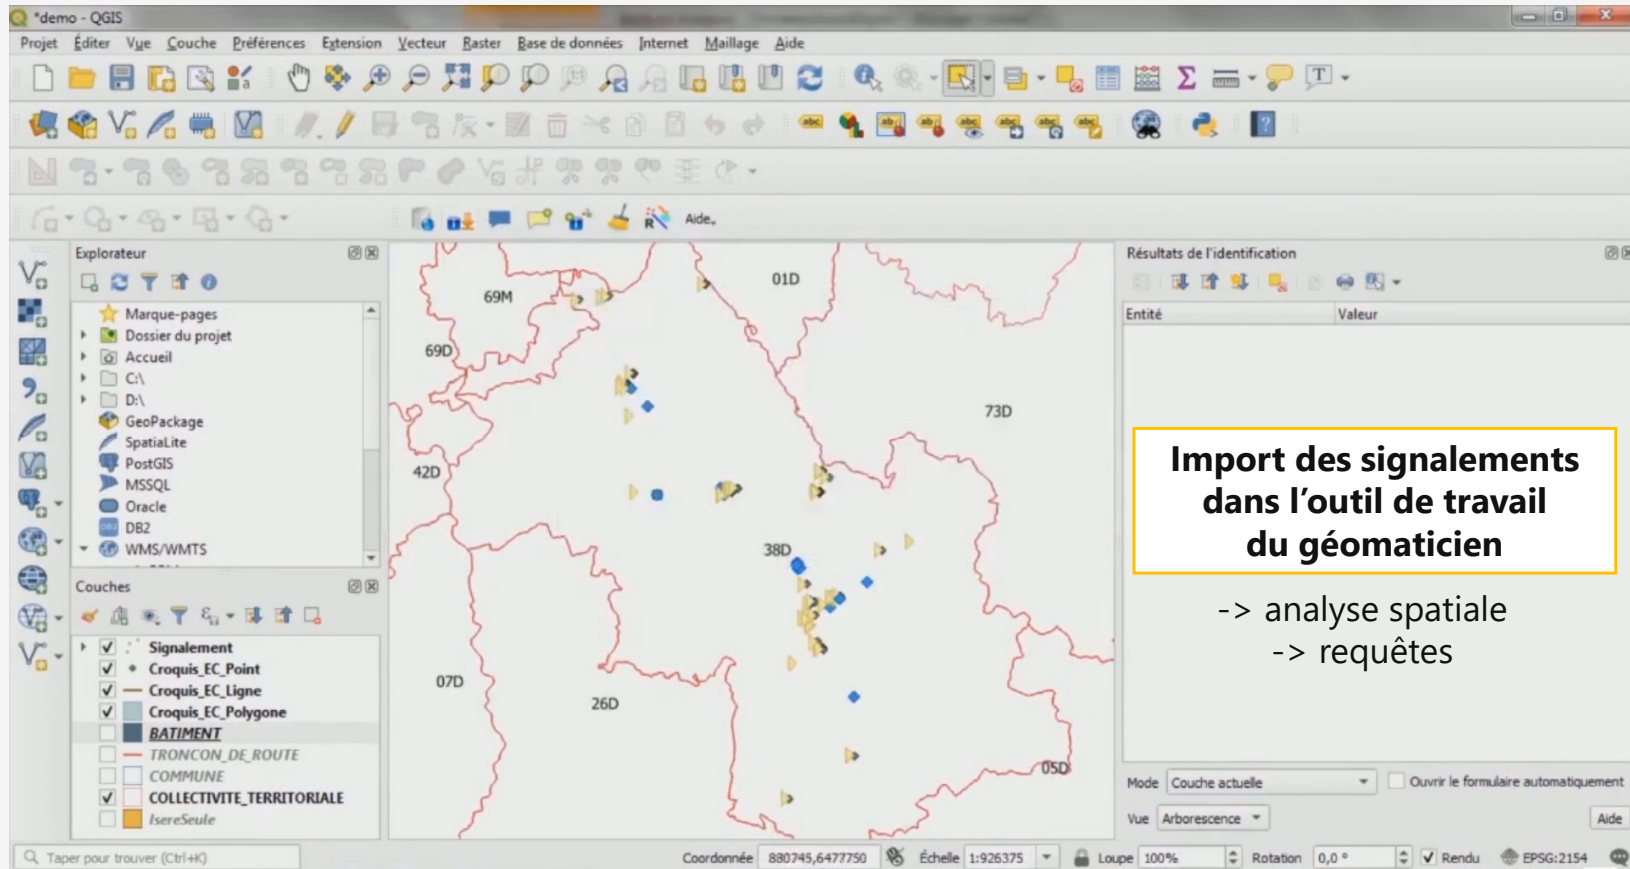 *demo - QGIS
Projet Éditer Vue Couche Préférences Extension Vecteur Raster Base de données Internet Maillage Aide
Aide
Explorateur
Marque-pages
Dossier du projet
Accueil
C:\
D:\
GeoPackage
SpatiaLite
PostGIS
MSSQL
Oracle
DB2
WMS/WMTS
Couches
Signalement
Croquis_EC_Point
Croquis_EC_Ligne
Croquis_EC_Polygone
BATIMENT
TRONCON_DE_ROUTE
COMMUNE
COLLECTIVITE_TERRITORIALE
IsereSeule
69M
01D
69D
73D
42D
38D
07D
26D
05D
Résultats de l'identification
Entité Valeur
Import des signalements
dans l'outil de travail
du géomaticien
-> analyse spatiale
-> requêtes
Mode Couche actuelle Ouvrir le formulaire automatiquement
Vue Arborescence Aide
Taper pour trouver (Ctrl+K) Coordonnée 880745,6477750 Échelle 1:926375 Loupe 100% Rotation 0,0 ° Rendu EPSG:2154